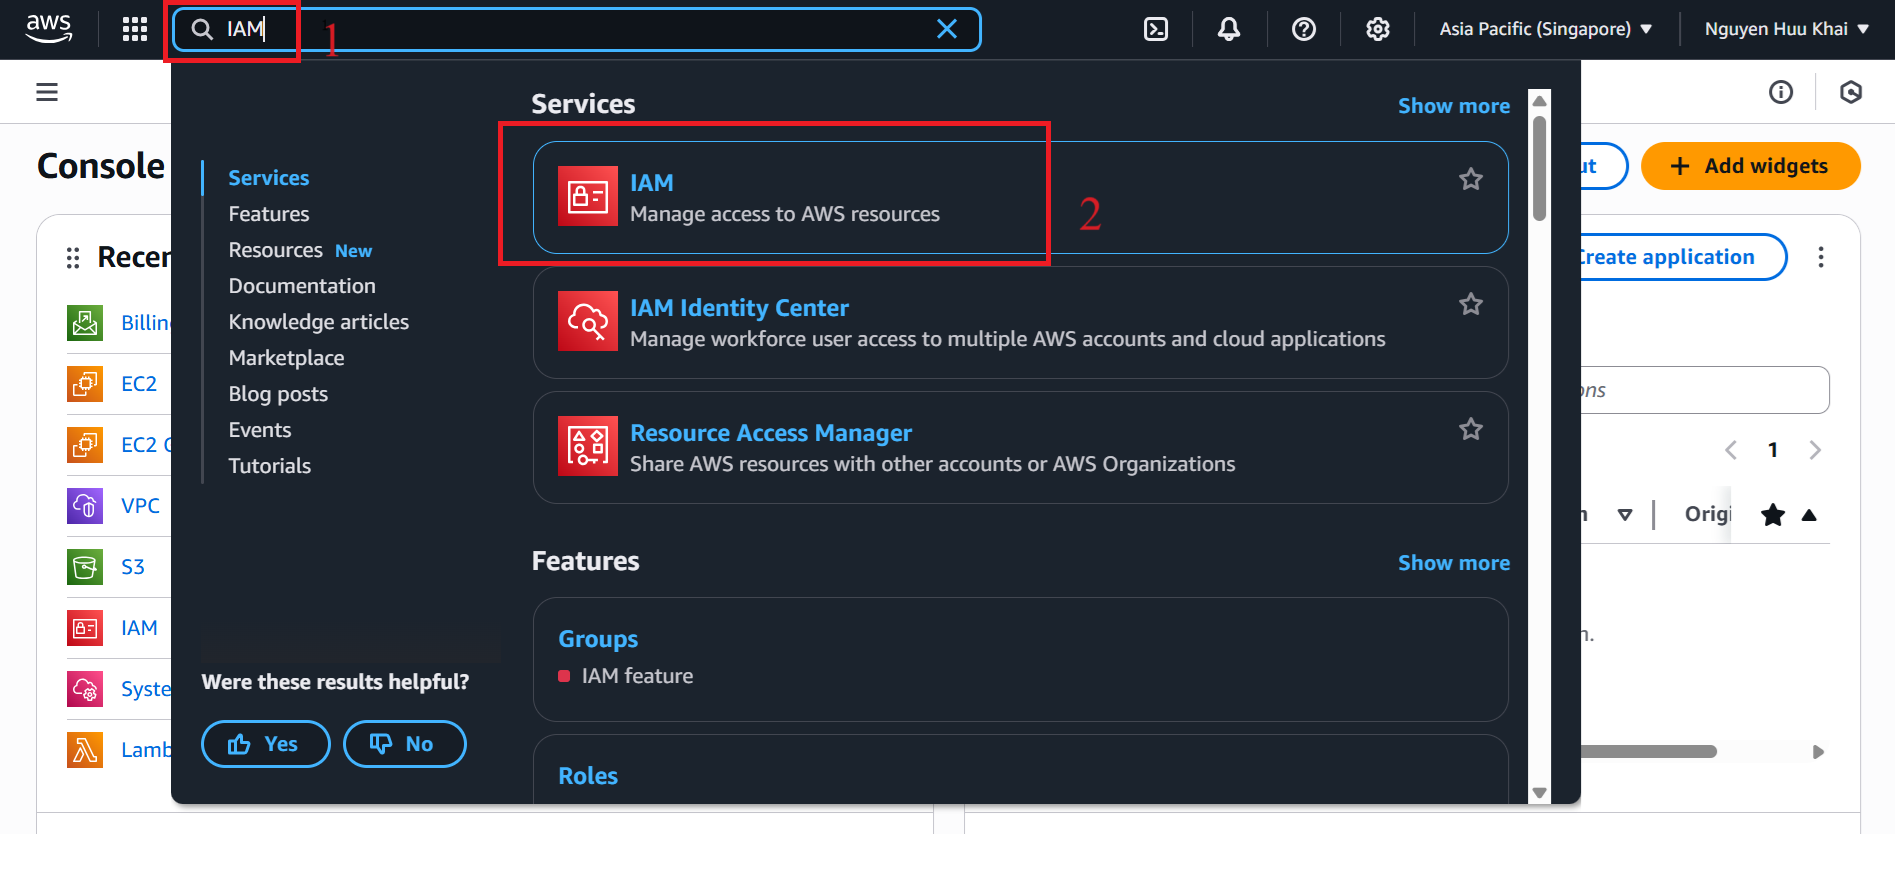 aws
IAM
1
Asia Pacific (Singapore)
Nguyen Huu Khai
Console
Add widgets
Recen
Create application
Billin
EC2
EC2
VPC
S3
IAM
Syste
Lamb
1
Origi
Services
Features
Resources New
Documentation
Knowledge articles
Marketplace
Blog posts
Events
Tutorials
Were these results helpful?
Yes
No
Services
Show more
IAM
Manage access to AWS resources
2
IAM Identity Center
Manage workforce user access to multiple AWS accounts and cloud applications
Resource Access Manager
Share AWS resources with other accounts or AWS Organizations
Features
Show more
Groups
IAM feature
Roles